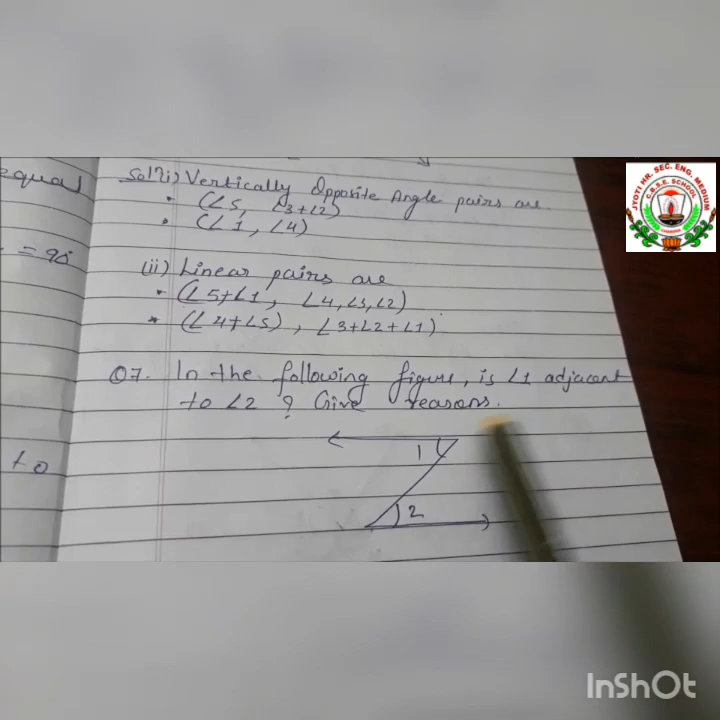 equal
= 90°
to
Soln(i) Vertically Opposite Angle pairs are
• (∠5, ∠3+∠2)
• (∠1, ∠4)
(ii) Linear pairs are
• (∠5+∠1, ∠4,∠3,∠2)
* (∠4+∠5), ∠3+∠2+∠1)
Q7. In the following figure, is ∠1 adjacent
to ∠2 ? Give reasons.
1
2
JYOTI HR. SEC. ENG. MEDIUM
C.B.S.E. SCHOOL
InShOt